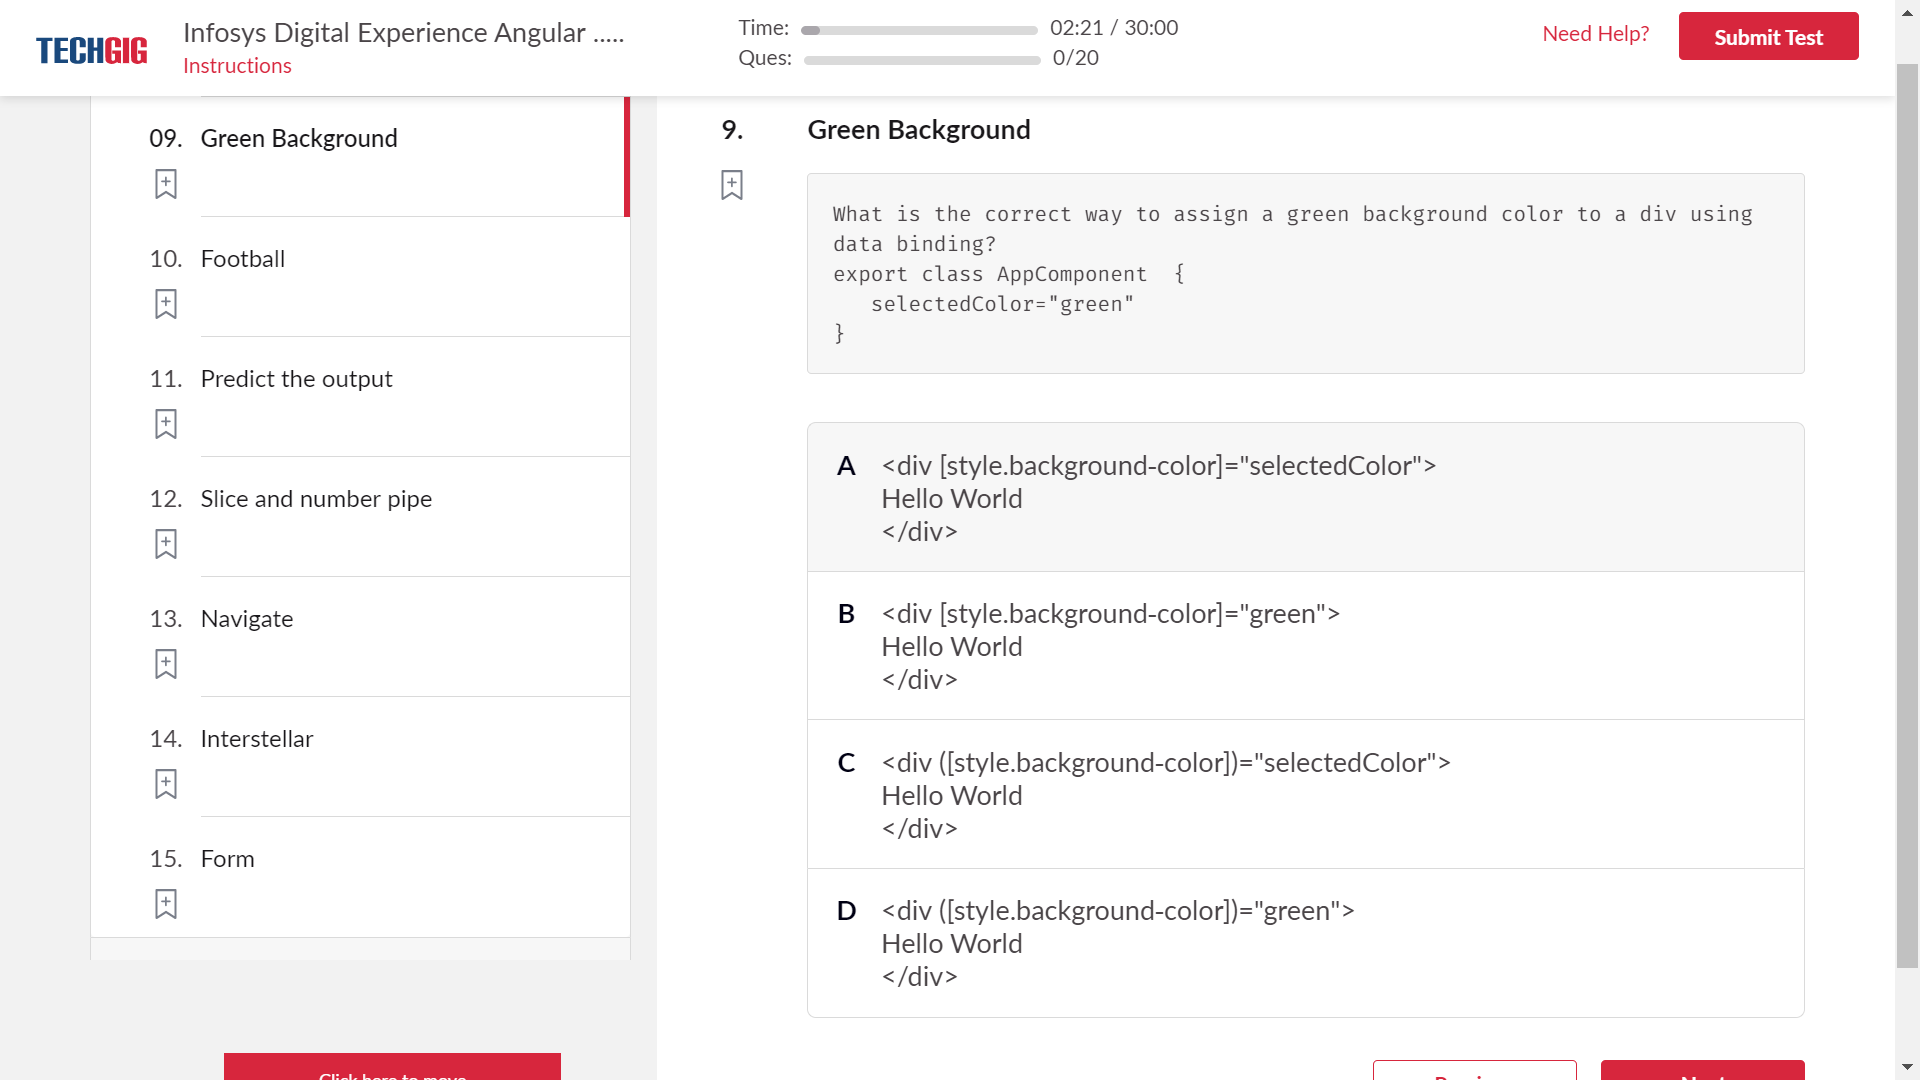 TECHGIG
Infosys Digital Experience Angular .....
Instructions
Time: 02:21 / 30:00
Ques: 0/20
Need Help?
Submit Test
09. Green Background
10. Football
11. Predict the output
12. Slice and number pipe
13. Navigate
14. Interstellar
15. Form
Click here to move
9. Green Background
What is the correct way to assign a green background color to a div using
data binding?
export class AppComponent  {
   selectedColor="green"
}
A <div [style.background-color]="selectedColor">
Hello World
</div>
B <div [style.background-color]="green">
Hello World
</div>
C <div ([style.background-color])="selectedColor">
Hello World
</div>
D <div ([style.background-color])="green">
Hello World
</div>